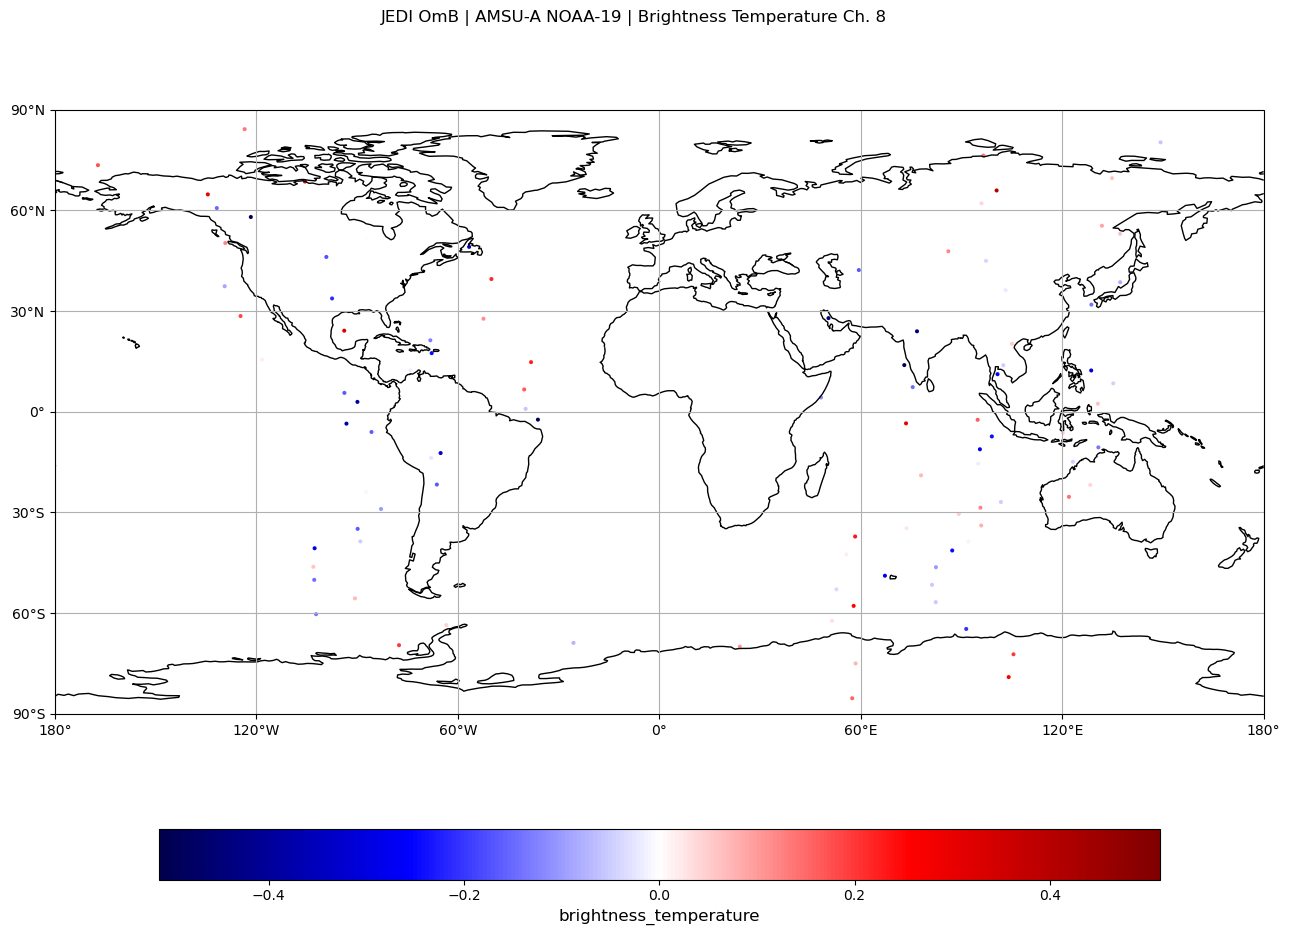 JEDI OmB | AMSU-A NOAA-19 | Brightness Temperature Ch. 8
90°N
60°N
30°N
0°
30°S
60°S
90°S
180° 120°W 60°W 0° 60°E 120°E 180°
−0.4 −0.2 0.0 0.2 0.4
brightness_temperature